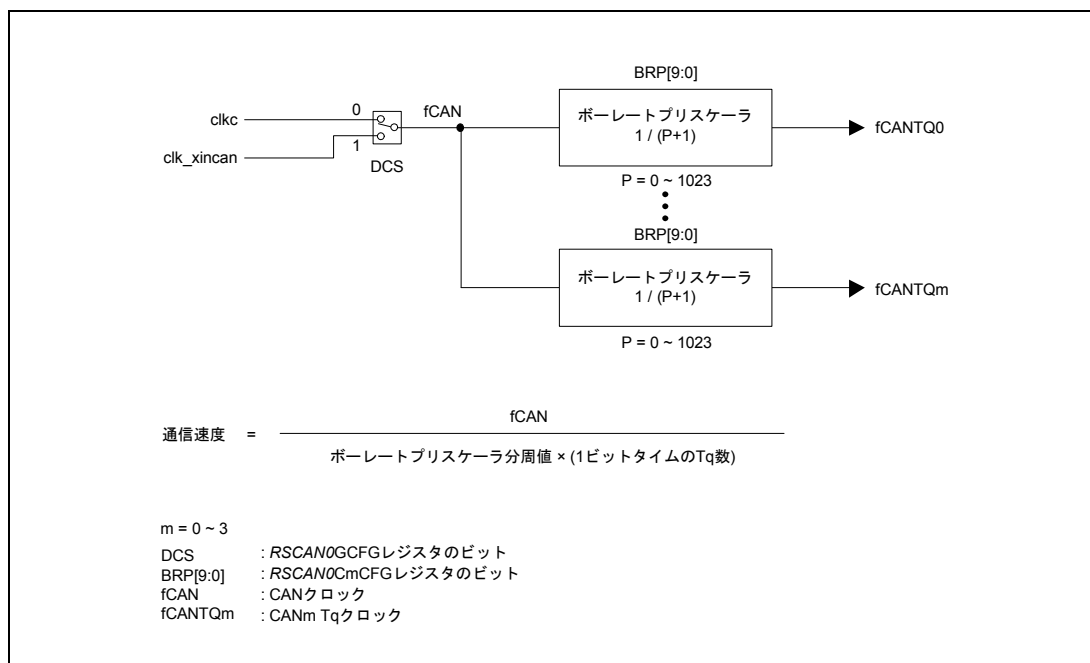 BRP[9:0]
clkc
0
fCAN
ボーレートプリスケーラ
1 / (P+1)
fCANTQ0
clk_xincan
1
DCS
P = 0 ~ 1023
BRP[9:0]
ボーレートプリスケーラ
1 / (P+1)
fCANTQm
P = 0 ~ 1023
fCAN
通信速度 =
ボーレートプリスケーラ分周値 × (1ビットタイムのTq数)
m = 0 ~ 3
DCS : RSCAN0GCFGレジスタのビット
BRP[9:0] : RSCAN0CmCFGレジスタのビット
fCAN : CANクロック
fCANTQm : CANm Tqクロック